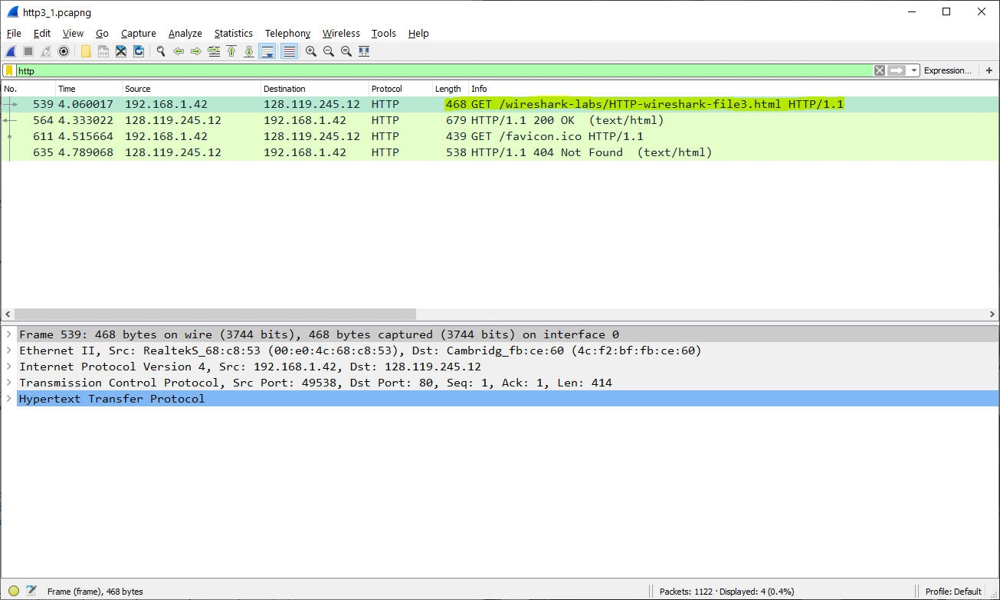 http3_1.pcapng
File Edit View Go Capture Analyze Statistics Telephony Wireless Tools Help
http Expression... +
No. Time Source Destination Protocol Length Info
539 4.060017 192.168.1.42 128.119.245.12 HTTP 468 GET /wireshark-labs/HTTP-wireshark-file3.html HTTP/1.1
564 4.333022 128.119.245.12 192.168.1.42 HTTP 679 HTTP/1.1 200 OK (text/html)
611 4.515664 192.168.1.42 128.119.245.12 HTTP 439 GET /favicon.ico HTTP/1.1
635 4.789068 128.119.245.12 192.168.1.42 HTTP 538 HTTP/1.1 404 Not Found (text/html)
Frame 539: 468 bytes on wire (3744 bits), 468 bytes captured (3744 bits) on interface 0
Ethernet II, Src: RealtekS_68:c8:53 (00:e0:4c:68:c8:53), Dst: Cambridg_fb:ce:60 (4c:f2:bf:fb:ce:60)
Internet Protocol Version 4, Src: 192.168.1.42, Dst: 128.119.245.12
Transmission Control Protocol, Src Port: 49538, Dst Port: 80, Seq: 1, Ack: 1, Len: 414
Hypertext Transfer Protocol
Frame (frame), 468 bytes Packets: 1122 · Displayed: 4 (0.4%) Profile: Default